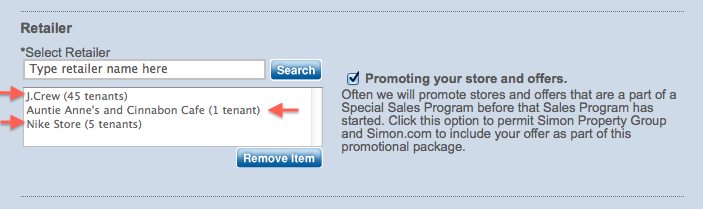 Retailer
*Select Retailer
Type retailer name here
Search
J.Crew (45 tenants)
Auntie Anne's and Cinnabon Cafe (1 tenant)
Nike Store (5 tenants)
Remove Item
Promoting your store and offers.
Often we will promote stores and offers that are a part of a
Special Sales Program before that Sales Program has
started. Click this option to permit Simon Property Group
and Simon.com to include your offer as part of this
promotional package.